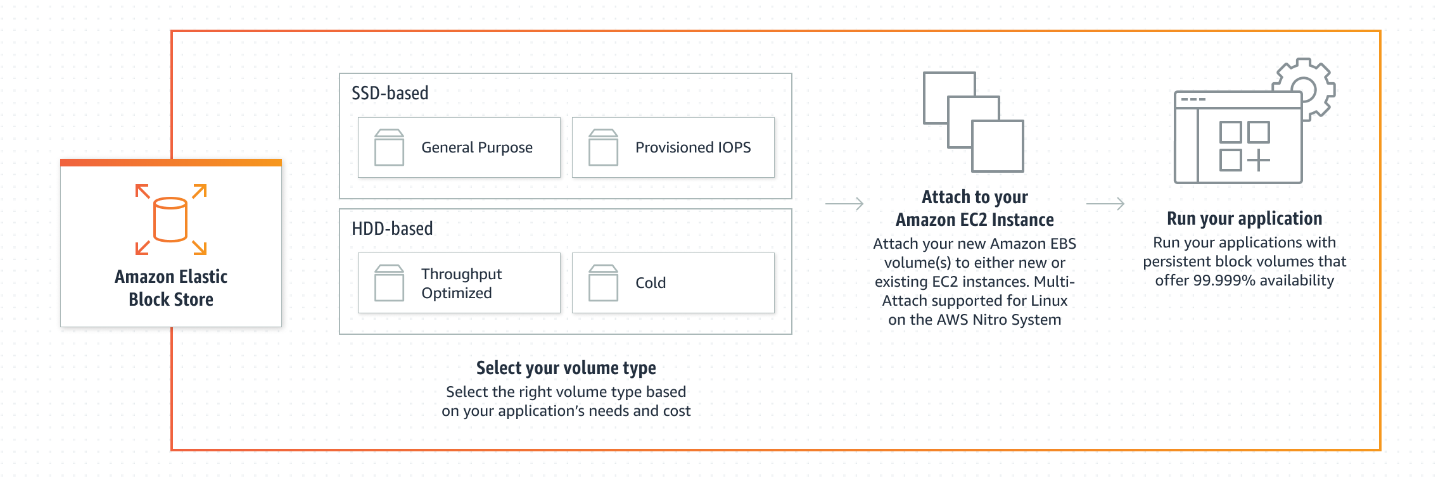 Amazon Elastic
Block Store
SSD-based
General Purpose
Provisioned IOPS
HDD-based
Throughput
Optimized
Cold
Select your volume type
Select the right volume type based
on your application's needs and cost
Attach to your
Amazon EC2 Instance
Attach your new Amazon EBS
volume(s) to either new or
existing EC2 instances. Multi-
Attach supported for Linux
on the AWS Nitro System
Run your application
Run your applications with
persistent block volumes that
offer 99.999% availability